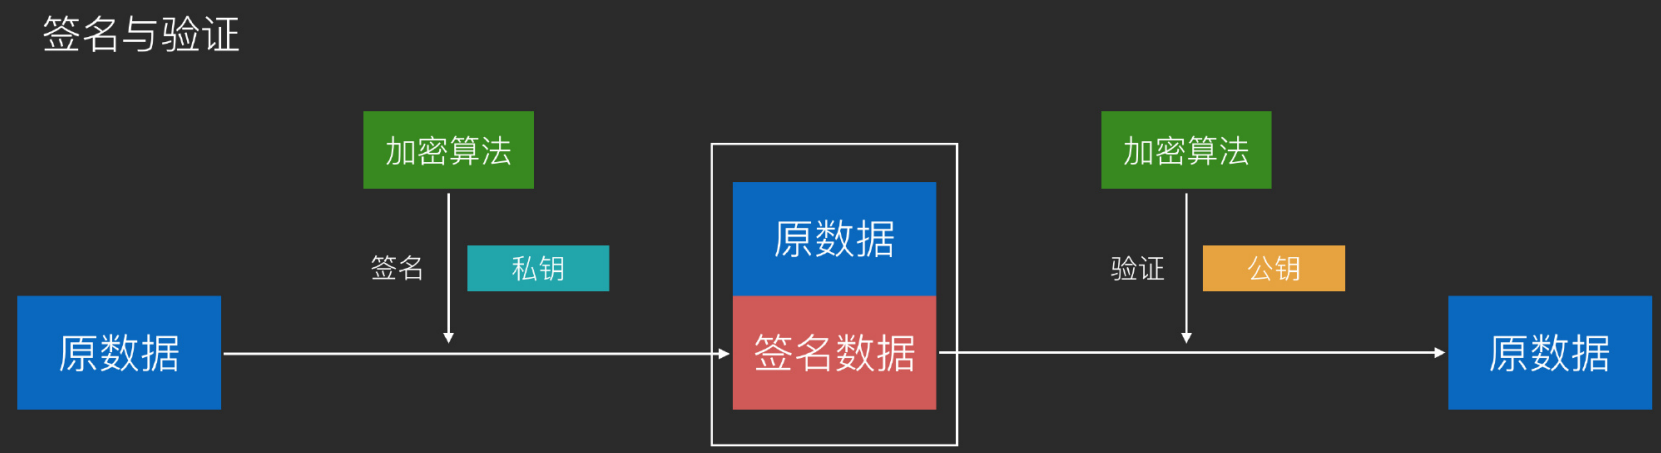 签名与验证
加密算法
加密算法
原数据
签名
私钥
验证
公钥
原数据
签名数据
原数据